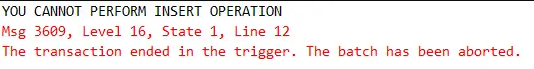 YOU CANNOT PERFORM INSERT OPERATION
Msg 3609, Level 16, State 1, Line 12
The transaction ended in the trigger. The batch has been aborted.